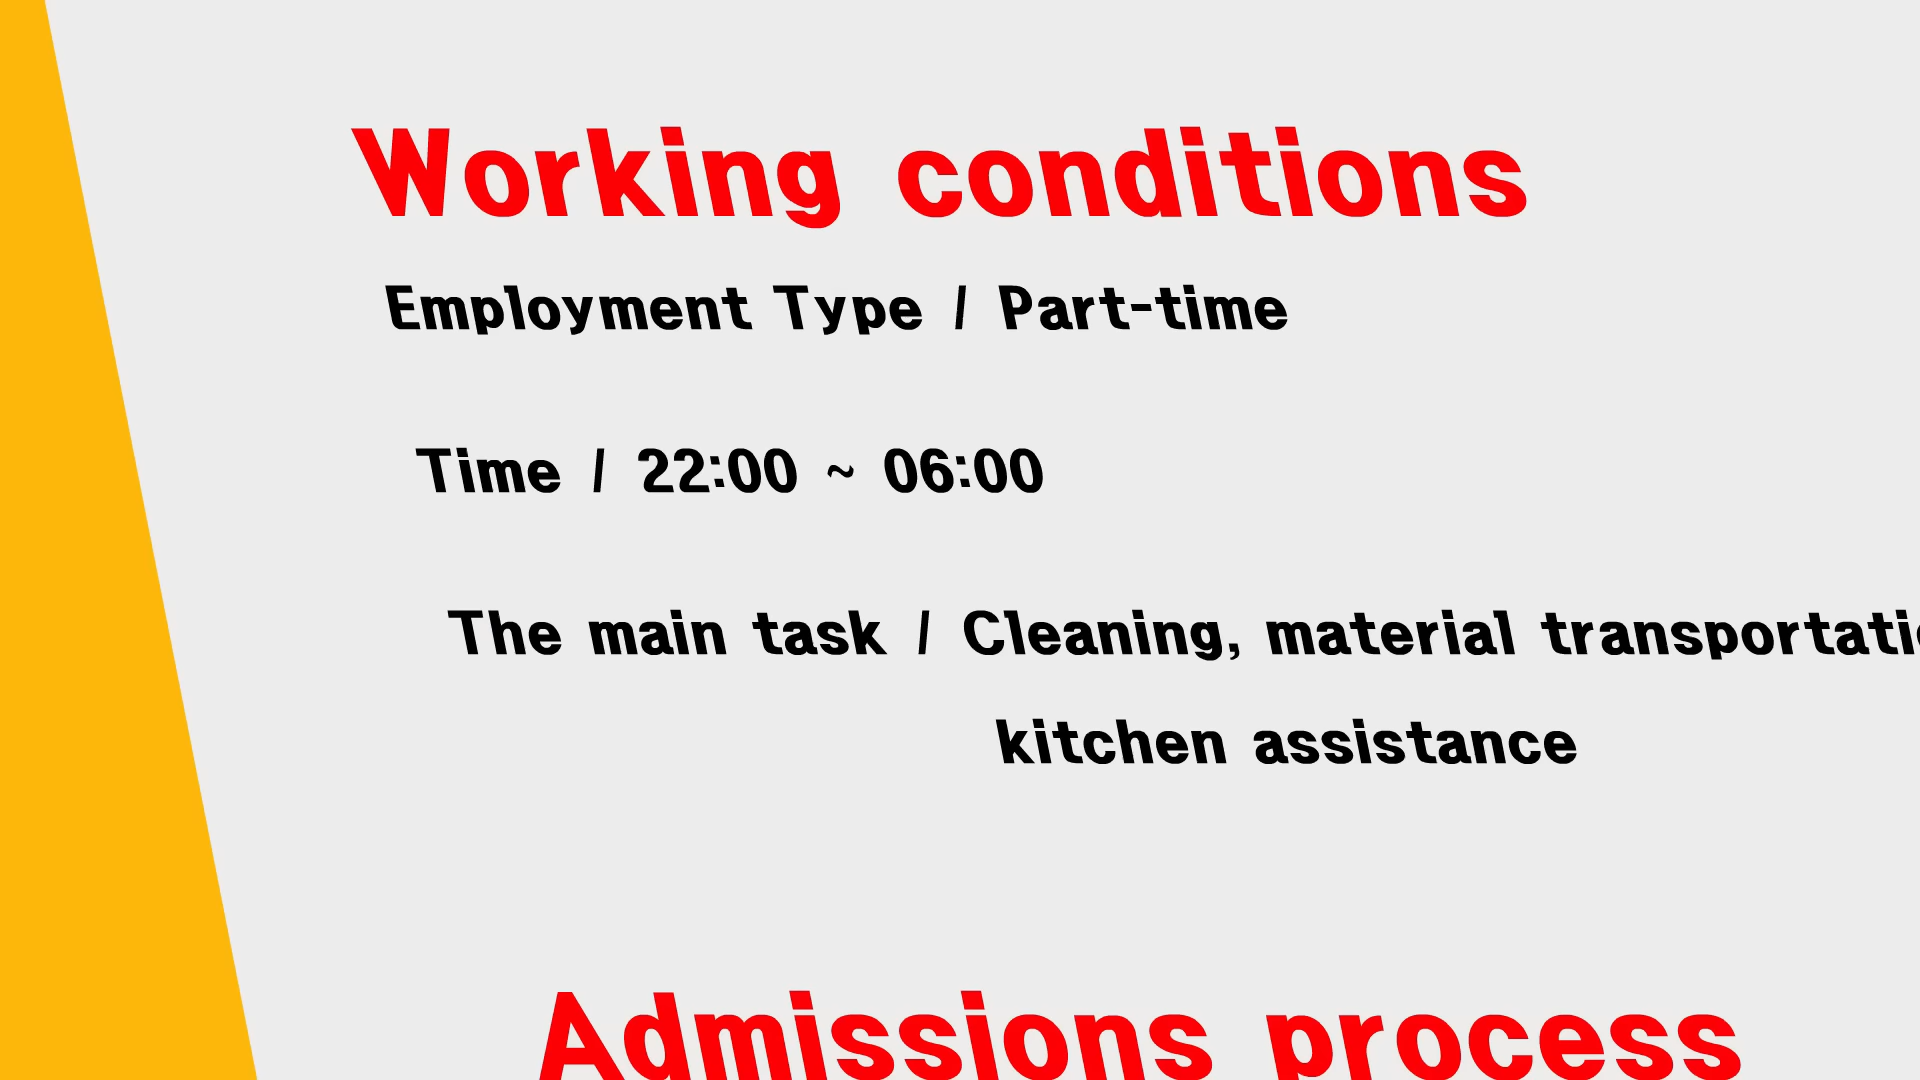 Working conditions
Employment Type / Part-time
Time / 22:00 ~ 06:00
The main task / Cleaning, material
kitchen assistance
Admissions process